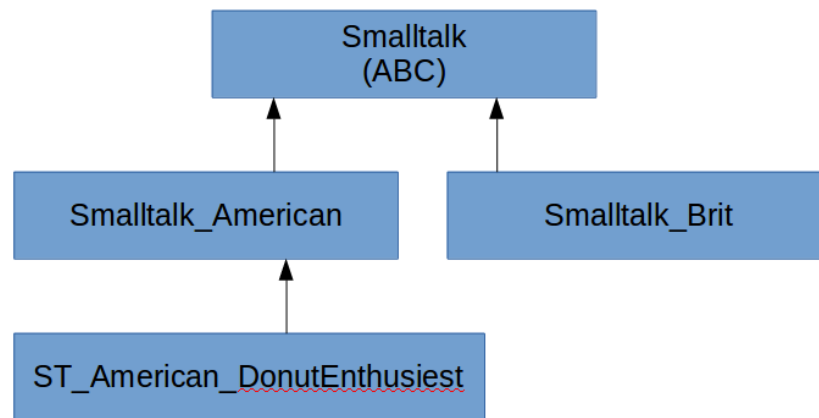 Smalltalk
(ABC)
Smalltalk_American
Smalltalk_Brit
ST_American_DonutEnthusiest